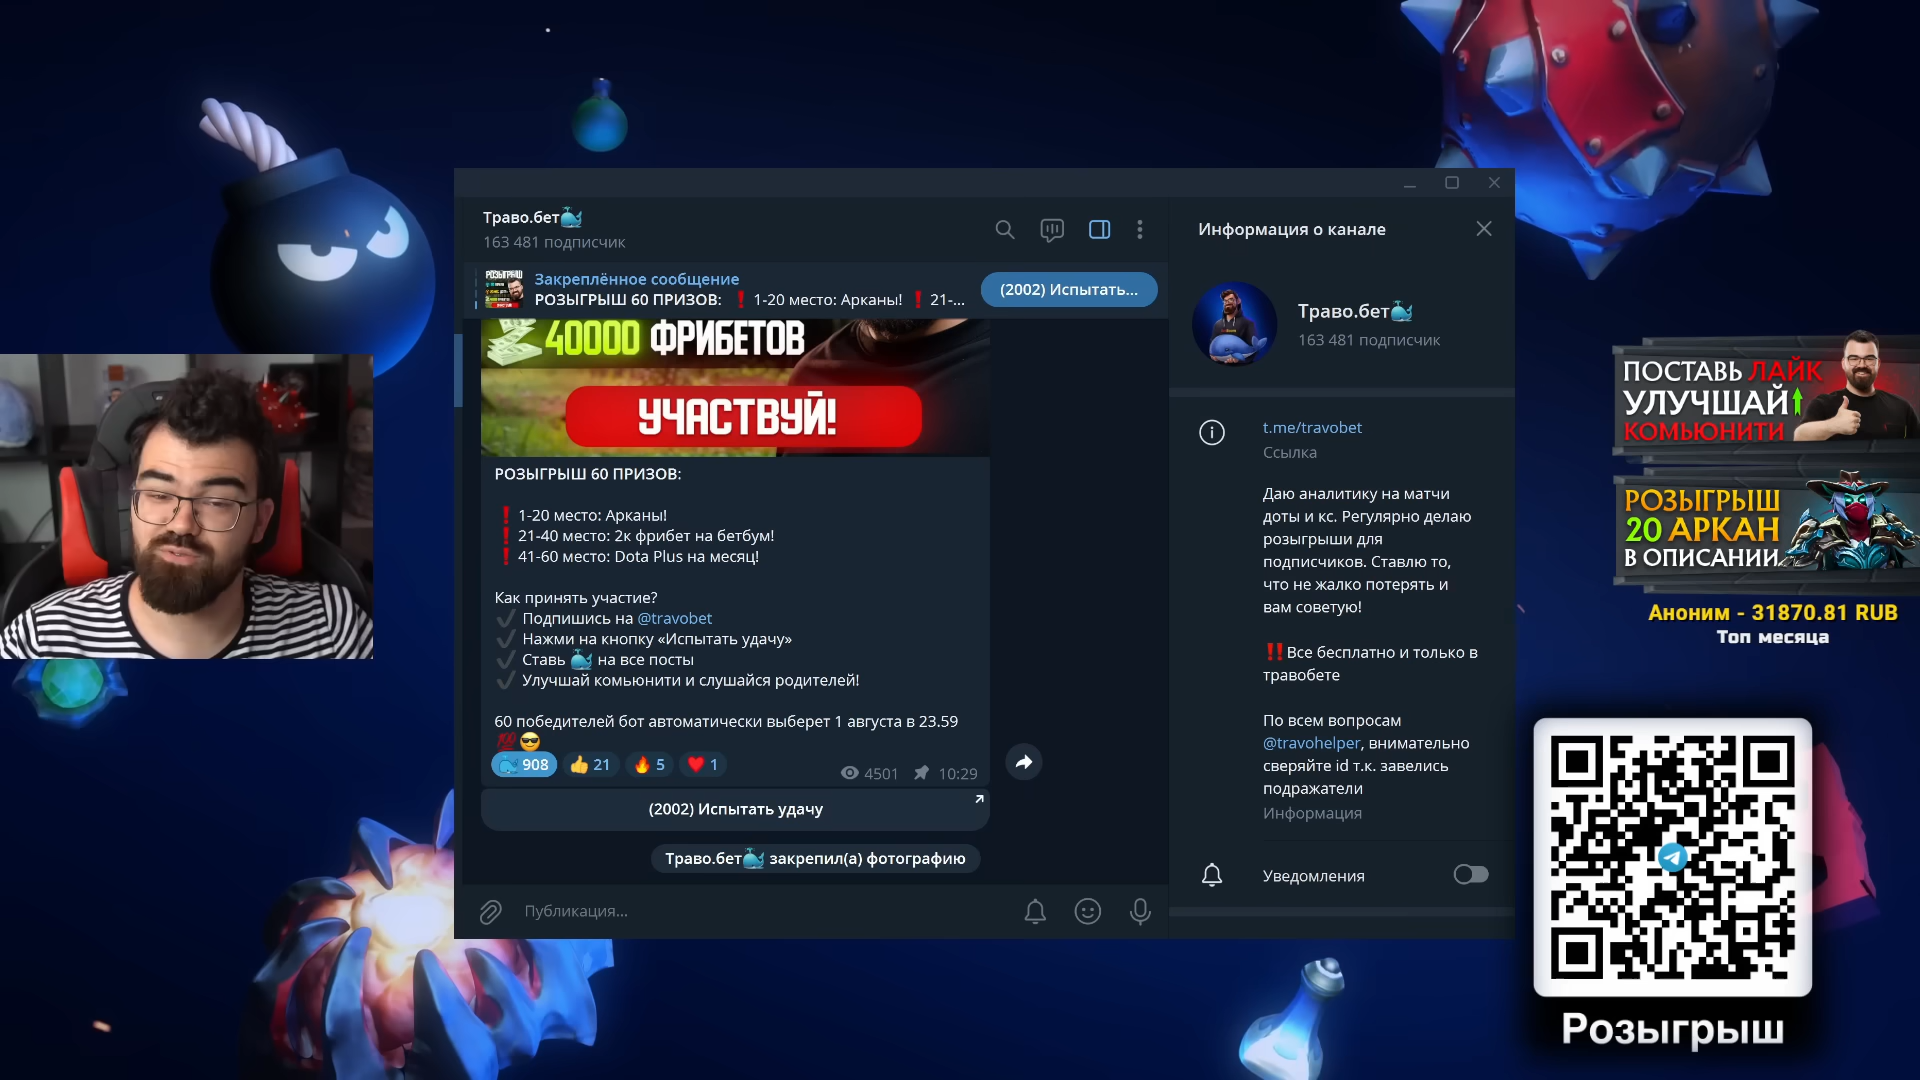 Траво.бет🐳
163 481 подписчик
Закреплённое сообщение
РОЗЫГРЫШ 60 ПРИЗОВ: ❗ 1-20 место: Арканы! ❗ 21-...
(2002) Испытать...
40000 ФРИБЕТОВ
УЧАСТВУЙ!
РОЗЫГРЫШ 60 ПРИЗОВ:
❗ 1-20 место: Арканы!
❗ 21-40 место: 2к фрибет на бетбум!
❗ 41-60 место: Dota Plus на месяц!
Как принять участие?
✔ Подпишись на @travobet
✔ Нажми на кнопку «Испытать удачу»
✔ Ставь 🐳 на все посты
✔ Улучшай комьюнити и слушайся родителей!
60 победителей бот автоматически выберет 1 августа в 23.59
💯😎
🐳 908 👍 21 🔥 5 ❤ 1
4501 10:29
(2002) Испытать удачу
Траво.бет🐳 закрепил(а) фотографию
Публикация...
Информация о канале
Траво.бет🐳
163 481 подписчик
t.me/travobet
Ссылка
Даю аналитику на матчи
доты и кс. Регулярно делаю
розыгрыши для
подписчиков. Ставлю то,
что не жалко потерять и
вам советую!
‼Все бесплатно и только в
травобете
По всем вопросам
@travohelper, внимательно
сверяйте id т.к. завелись
подражатели
Информация
Уведомления
ПОСТАВЬ ЛАЙК
УЛУЧШАЙ
КОМЬЮНИТИ
РОЗЫГРЫШ
20 АРКАН
В ОПИСАНИИ
Аноним - 31870.81 RUB
Топ месяца
Розыгрыш